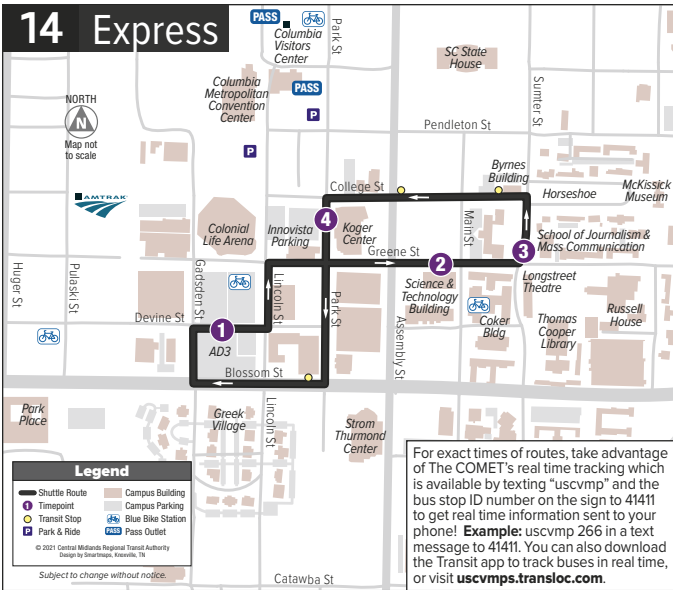 14 Express
PASS
Columbia
Visitors
Center
Park St
SC State
House
Columbia
Metropolitan
Convention
Center
PASS
P
P
NORTH
N
Map not
to scale
Sumter St
Pendleton St
AMTRAK
Byrnes
Building
College St
Horseshoe
McKissick
Museum
4
Colonial
Life Arena
Innovista
Parking
Koger
Center
Main St
School of Journalism &
Mass Communication
Greene St
2
3
Huger St
Pulaski St
Gadsden St
Lincoln St
Park St
Assembly St
Science &
Technology
Building
Longstreet
Theatre
Coker
Bldg
Thomas
Cooper
Library
Russell
House
Devine St
1
AD3
Blossom St
Park
Place
Greek
Village
Lincoln St
Strom
Thurmond
Center
Legend
Shuttle Route
1 Timepoint
Transit Stop
P Park & Ride
Campus Building
Campus Parking
Blue Bike Station
PASS Pass Outlet
© 2021 Central Midlands Regional Transit Authority
Design by Smartmaps, Knoxville, TN
Subject to change without notice.
Catawba St
For exact times of routes, take advantage
of The COMET's real time tracking which
is available by texting “uscvmp” and the
bus stop ID number on the sign to 41411
to get real time information sent to your
phone! Example: uscvmp 266 in a text
message to 41411. You can also download
the Transit app to track buses in real time,
or visit uscvmps.transloc.com.